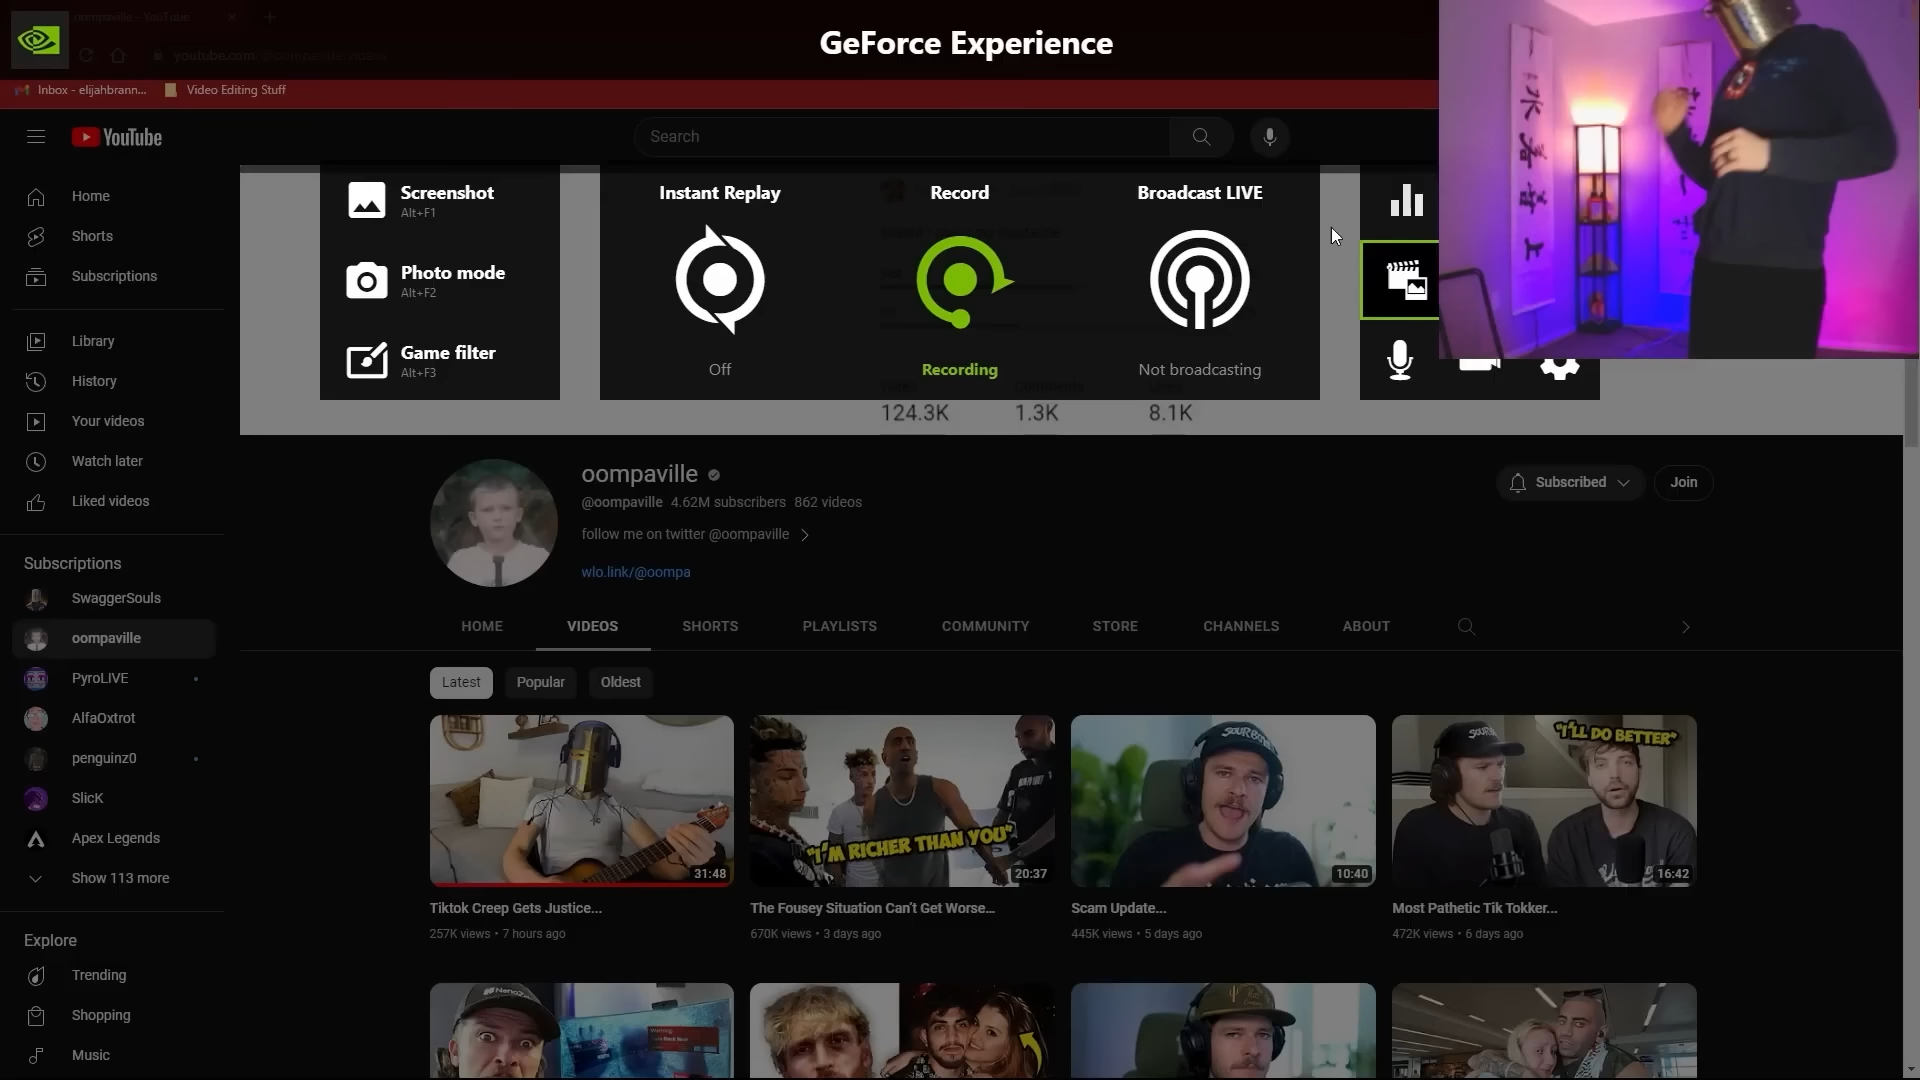 oompaville - YouTube
GeForce Experience
youtube.com/@oompaville/videos
Inbox - elijahbrann...
Video Editing Stuff
YouTube
Search
Home
Shorts
Subscriptions
Library
History
Your videos
Watch later
Liked videos
Subscriptions
SwaggerSouls
oompaville
PyroLIVE
AlfaOxtrot
penguinz0
SlicK
Apex Legends
Show 113 more
Explore
Trending
Shopping
Music
Screenshot
Alt+F1
Photo mode
Alt+F2
Game filter
Alt+F3
Instant Replay
Off
Record
Recording
Broadcast LIVE
Not broadcasting
Comments
124.3K
1.3K
8.1K
oompaville
@oompaville 4.62M subscribers 862 videos
follow me on twitter @oompaville
wlo.link/@oompa
Subscribed
Join
HOME
VIDEOS
SHORTS
PLAYLISTS
COMMUNITY
STORE
CHANNELS
ABOUT
Latest
Popular
Oldest
31:48
Tiktok Creep Gets Justice...
257K views • 7 hours ago
"I'M RICHER THAN YOU"
20:37
The Fousey Situation Can't Get Worse...
670K views • 3 days ago
10:40
Scam Update...
445K views • 5 days ago
"I'LL DO BETTER"
16:42
Most Pathetic Tik Tokker...
472K views • 6 days ago